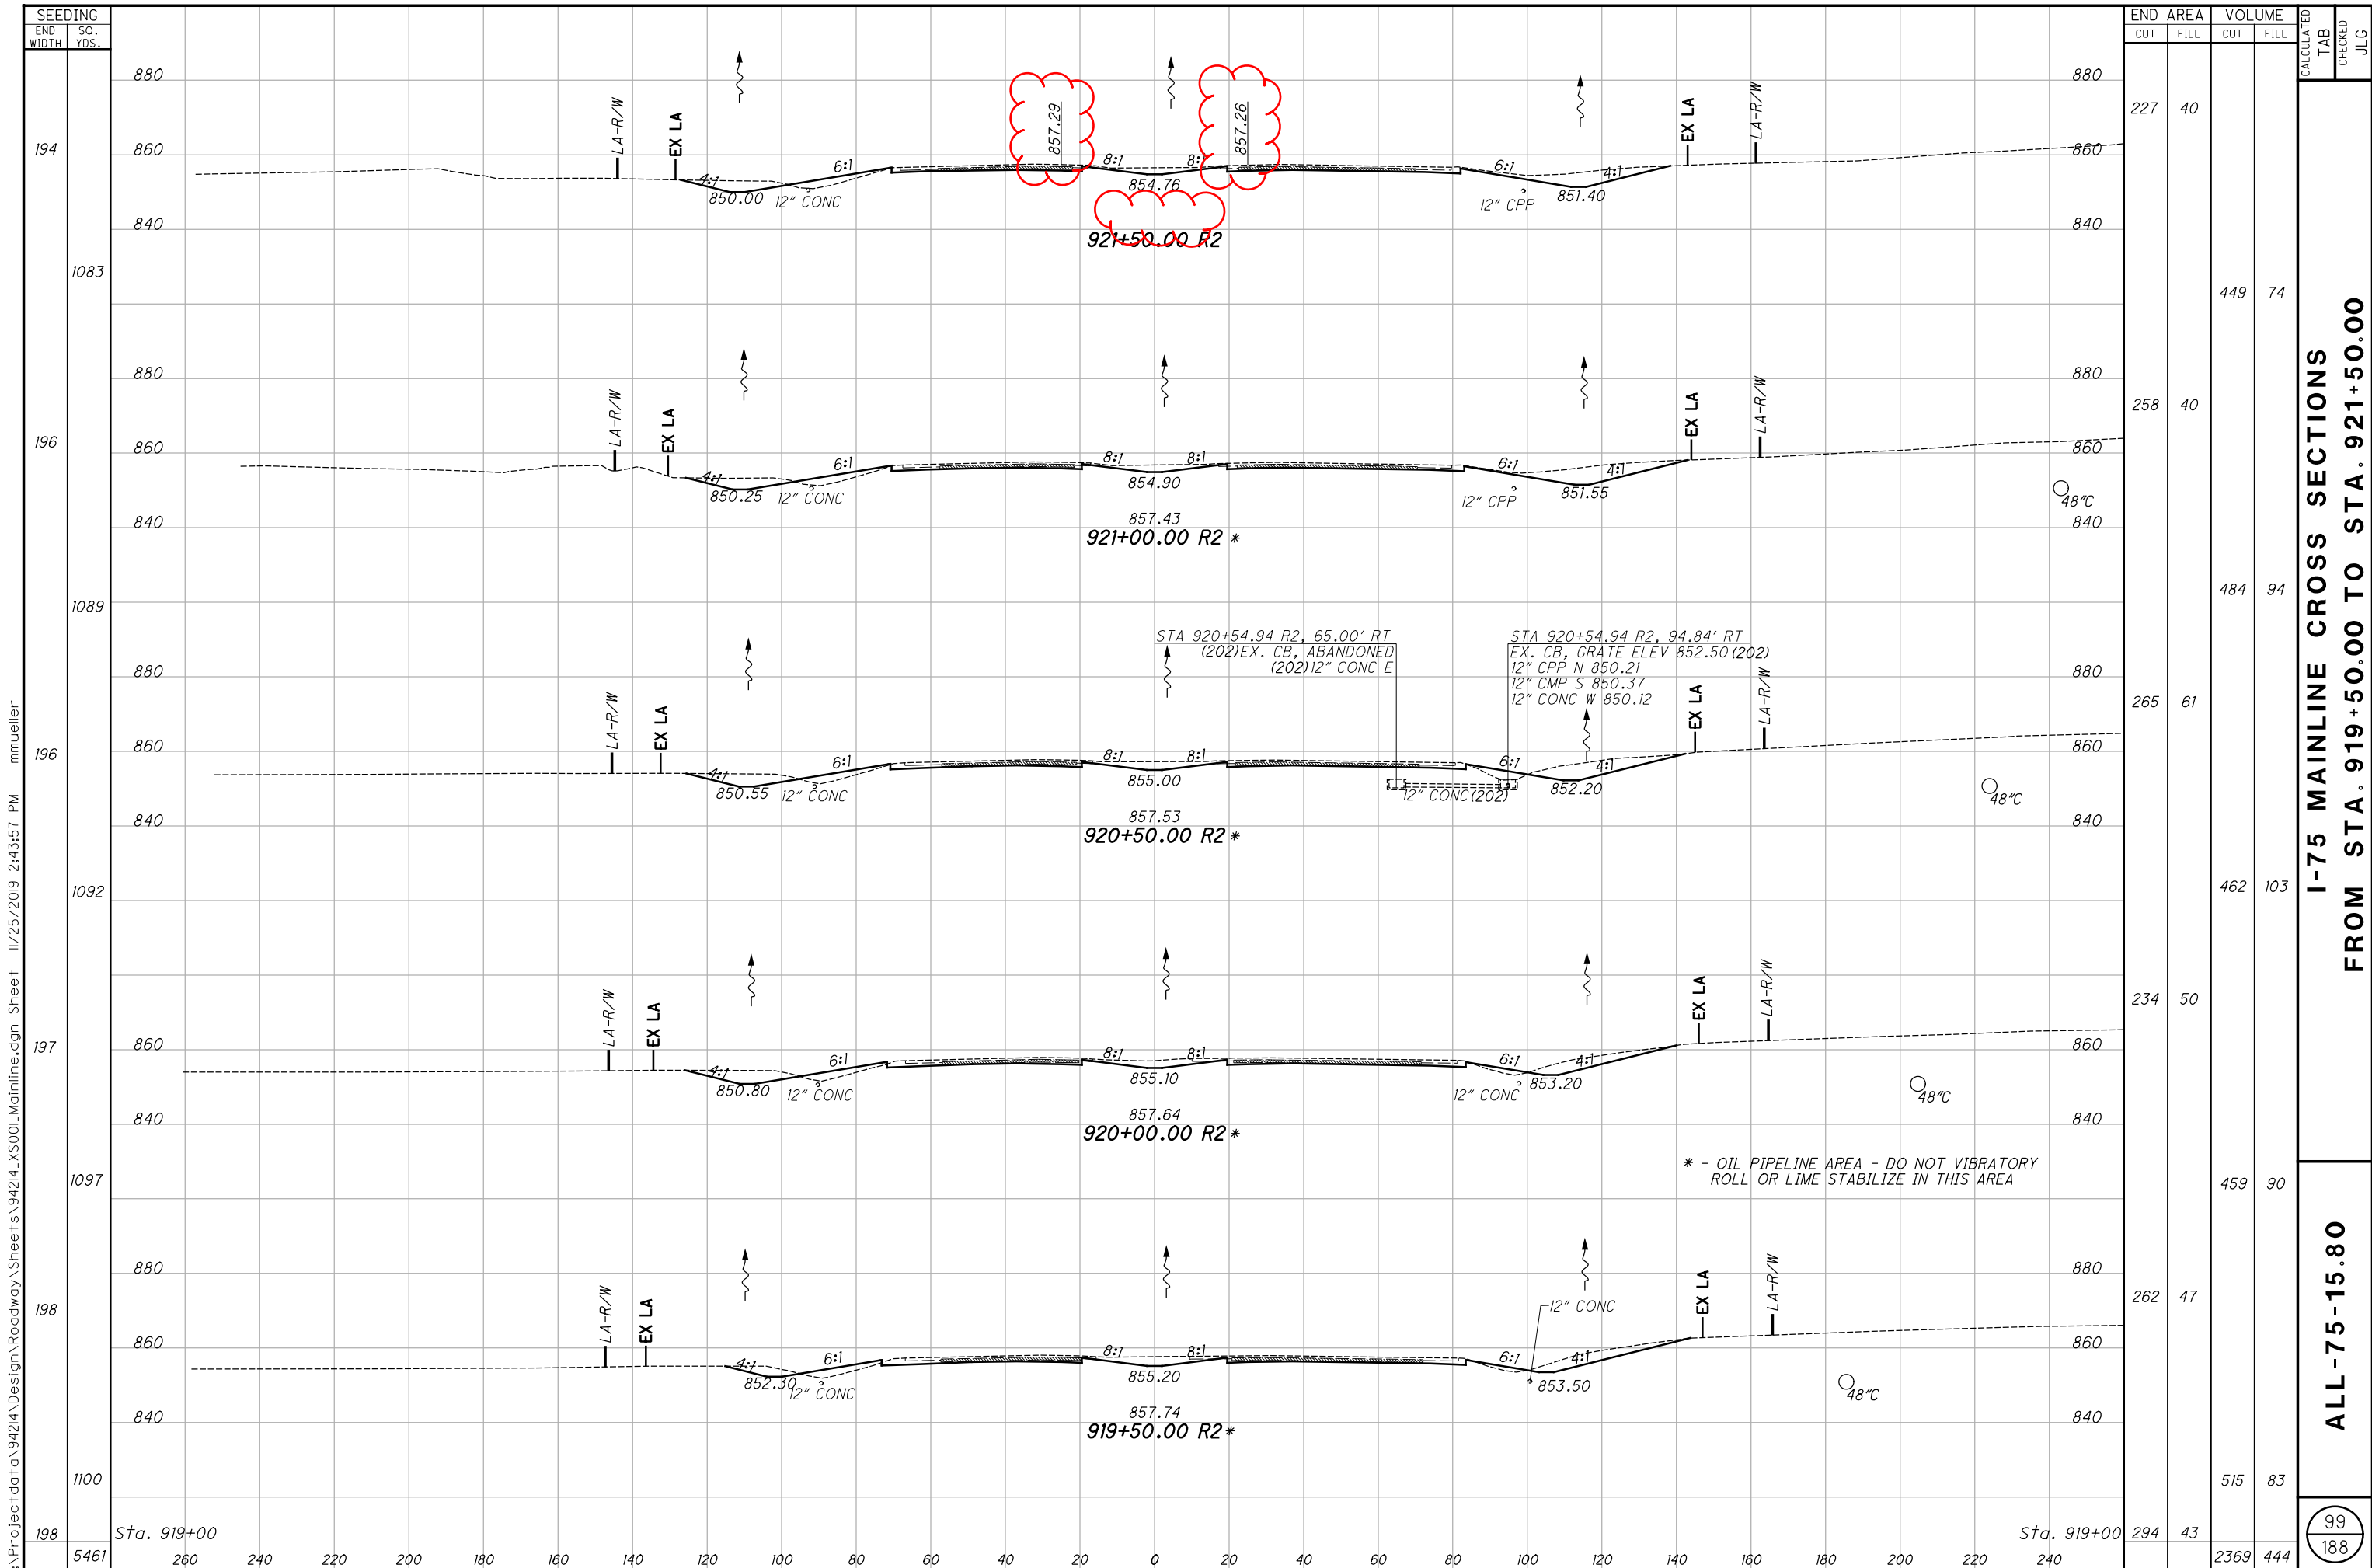 SEEDING
END WIDTH
SQ. YDS.
END AREA
VOLUME
CUT
FILL
CUT
FILL
CALCULATED
TAB
CHECKED
JLG
880
880
LA-R/W
EX LA
857.29
857.26
EX LA
LA-R/W
227
40
194
860
860
4:1
6:1
8:1
8:
6:1
4:1
850.00
12" CONC
854.76
12" CPP
851.40
840
840
921+50.00 R2
1083
449
74
880
880
LA-R/W
EX LA
EX LA
LA-R/W
258
40
196
860
860
4:1
6:1
8:1
8:1
6:1
4:1
850.25
12" CONC
854.90
12" CPP
851.55
48"C
840
857.43
840
921+00.00 R2 *
1089
484
94
STA 920+54.94 R2, 65.00' RT
(202)EX. CB, ABANDONED
(202)12" CONC E
STA 920+54.94 R2, 94.84' RT
EX. CB, GRATE ELEV 852.50(202)
12" CPP N 850.21
12" CMP S 850.37
12" CONC W 850.12
880
880
LA-R/W
EX LA
EX LA
LA-R/W
265
61
196
860
860
4:1
6:1
8:1
8:1
6:1
4:1
850.55
12" CONC
855.00
12" CONC(202)
852.20
48"C
840
857.53
840
920+50.00 R2 *
1092
462
103
LA-R/W
EX LA
EX LA
LA-R/W
234
50
197
860
860
4:1
6:1
8:1
8:1
6:1
4:1
850.80
12" CONC
855.10
12" CONC
853.20
48"C
840
857.64
840
920+00.00 R2 *
* - OIL PIPELINE AREA - DO NOT VIBRATORY
ROLL OR LIME STABILIZE IN THIS AREA
1097
459
90
880
880
LA-R/W
EX LA
12" CONC
EX LA
LA-R/W
262
47
198
860
860
4:1
6:1
8:1
8:1
6:1
4:1
852.30
12" CONC
855.20
853.50
48"C
840
857.74
840
919+50.00 R2 *
1100
515
83
198
Sta. 919+00
Sta. 919+00
294
43
5461
260 240 220 200 180 160 140 120 100 80 60 40 20 0 20 40 60 80 100 120 140 160 180 200 220 240
2369
444
I-75 MAINLINE CROSS SECTIONS
FROM STA. 919+50.00 TO STA. 921+50.00
ALL-75-15.80
99
188
:\Projectdata\94214\Design\Roadway\Sheets\94214_XS001_Mainline.dgn Sheet 11/25/2019 2:43:57 PM mmueller